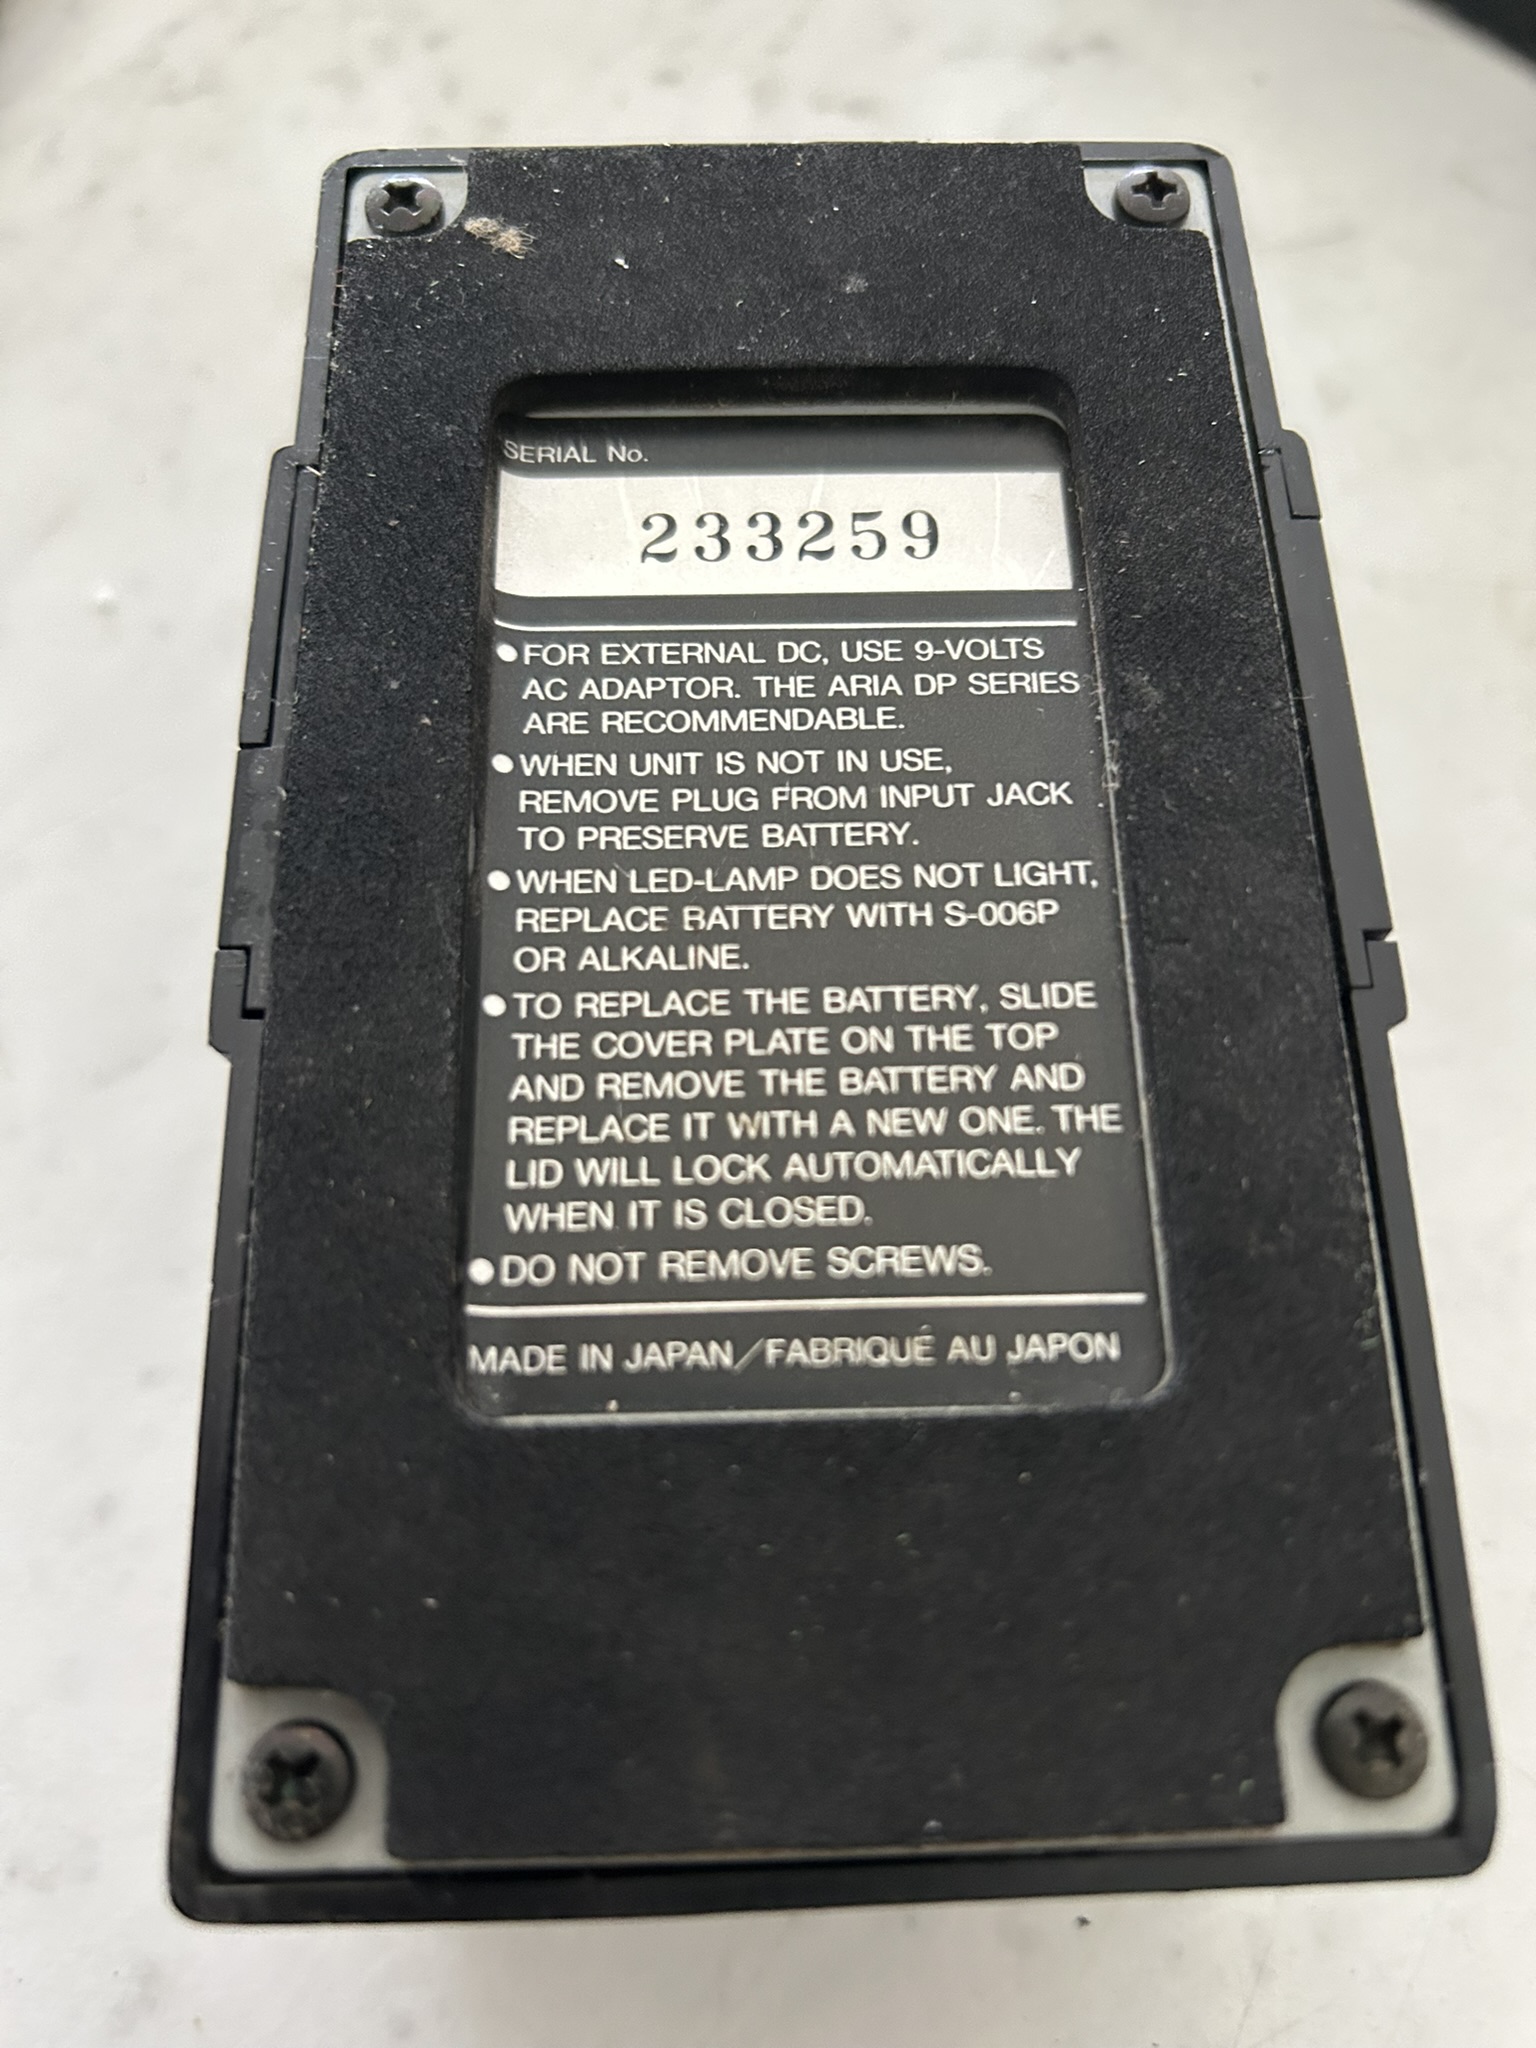 SERIAL No.
233259
●FOR EXTERNAL DC, USE 9-VOLTS
AC ADAPTOR. THE ARIA DP SERIES
ARE RECOMMENDABLE.
●WHEN UNIT IS NOT IN USE,
REMOVE PLUG FROM INPUT JACK
TO PRESERVE BATTERY.
●WHEN LED-LAMP DOES NOT LIGHT,
REPLACE BATTERY WITH S-006P
OR ALKALINE.
●TO REPLACE THE BATTERY, SLIDE
THE COVER PLATE ON THE TOP
AND REMOVE THE BATTERY AND
REPLACE IT WITH A NEW ONE. THE
LID WILL LOCK AUTOMATICALLY
WHEN IT IS CLOSED.
●DO NOT REMOVE SCREWS.
MADE IN JAPAN/FABRIQUÉ AU JAPON